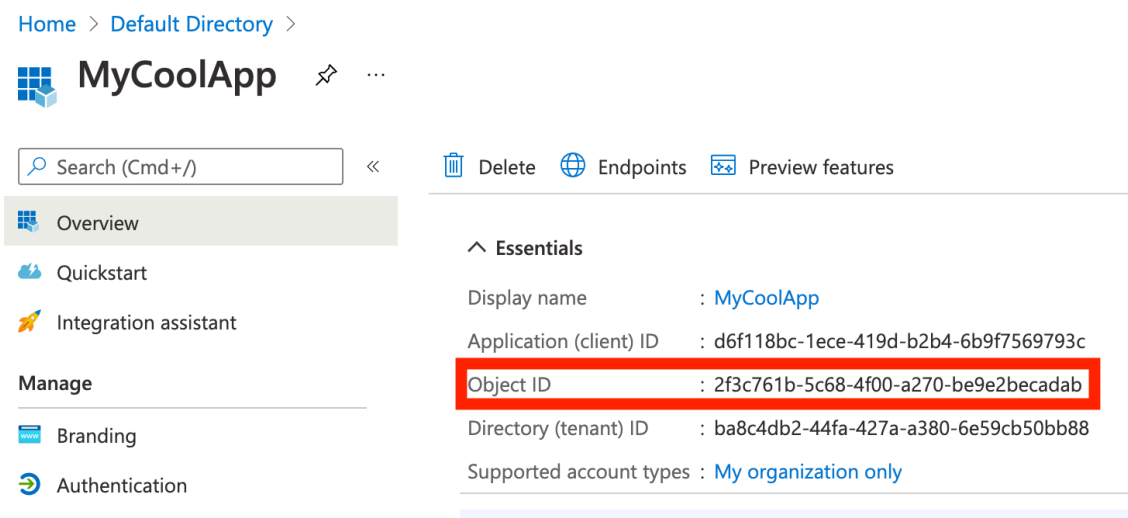 Home > Default Directory >
MyCoolApp ...
Search (Cmd+/) «
Overview
Quickstart
Integration assistant
Manage
Branding
Authentication
Delete Endpoints Preview features
Essentials
Display name : MyCoolApp
Application (client) ID : d6f118bc-1ece-419d-b2b4-6b9f7569793c
Object ID : 2f3c761b-5c68-4f00-a270-be9e2becadab
Directory (tenant) ID : ba8c4db2-44fa-427a-a380-6e59cb50bb88
Supported account types : My organization only